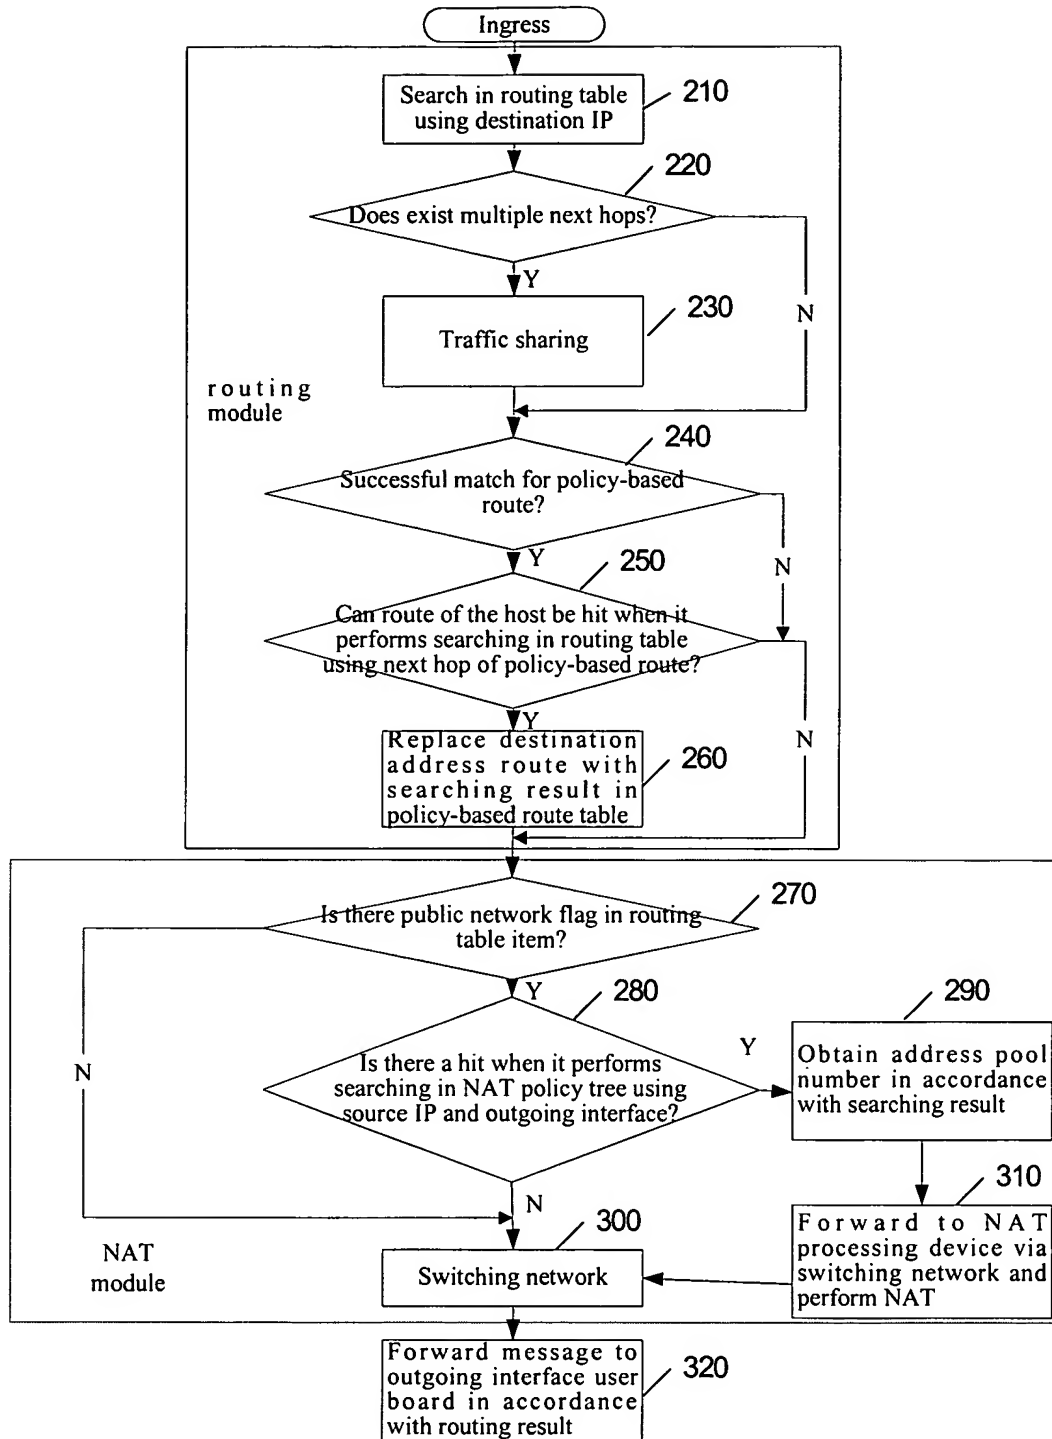 Ingress
Search in routing table
using destination IP
210
220
Does exist multiple next hops?
Y
N
230
Traffic sharing
routing
module
240
Successful match for policy-based
route?
Y
N
250
Can route of the host be hit when it
performs searching in routing table
using next hop of policy-based route?
Y
N
Replace destination
address route with
searching result in
policy-based route table
260
270
Is there public network flag in routing
table item?
Y
N
280
Is there a hit when it performs
searching in NAT policy tree using
source IP and outgoing interface?
Y
N
290
Obtain address pool
number in accordance
with searching result
310
Forward to NAT
processing device via
switching network and
perform NAT
300
Switching network
NAT
module
Forward message to
outgoing interface user
board in accordance
with routing result
320